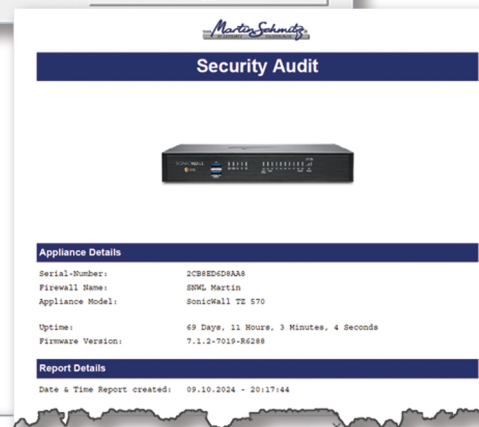 Martin Schmitz
Security Audit
SONICWALL
Appliance Details
Serial-Number: 2CB8ED6D8AA8
Firewall Name: SNWL Martin
Appliance Model: SonicWall TZ 570
Uptime: 69 Days, 11 Hours, 3 Minutes, 4 Seconds
Firmware Version: 7.1.2-7019-R6288
Report Details
Date & Time Report created: 09.10.2024 - 20:17:44